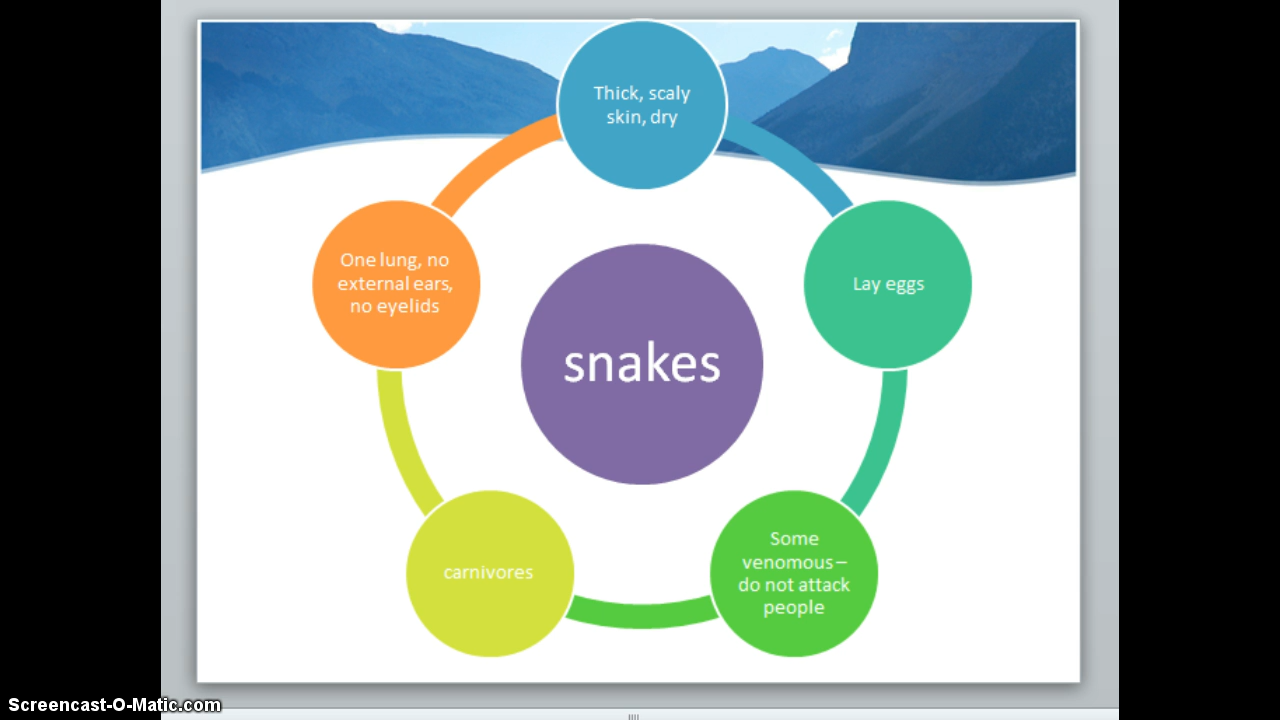 Thick, scaly
skin, dry
One lung, no
external ears,
no eyelids
Lay eggs
snakes
carnivores
Some
venomous –
do not attack
people
Screencast-O-Matic.com